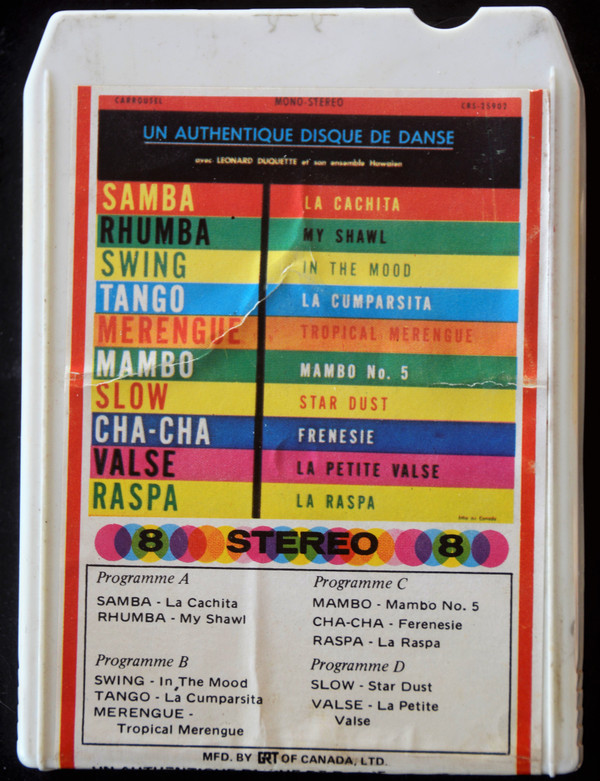 CARROUSEL MONO-STEREO CBS-25902
UN AUTHENTIQUE DISQUE DE DANSE
avec LEONARD DUQUETTE et son ensemble Hawaien
SAMBA LA CACHITA
RHUMBA MY SHAWL
SWING IN THE MOOD
TANGO LA CUMPARSITA
MERENGUE TROPICAL MERENGUE
MAMBO MAMBO No. 5
SLOW STAR DUST
CHA-CHA FRENESIE
VALSE LA PETITE VALSE
RASPA LA RASPA
8 STEREO 8
Programme A
SAMBA - La Cachita
RHUMBA - My Shawl
Programme B
SWING - In The Mood
TANGO - La Cumparsita
MERENGUE -
Tropical Merengue
Programme C
MAMBO - Mambo No. 5
CHA-CHA - Ferenesie
RASPA - La Raspa
Programme D
SLOW - Star Dust
VALSE - La Petite
Valse
MFD. BY GRT OF CANADA, LTD.